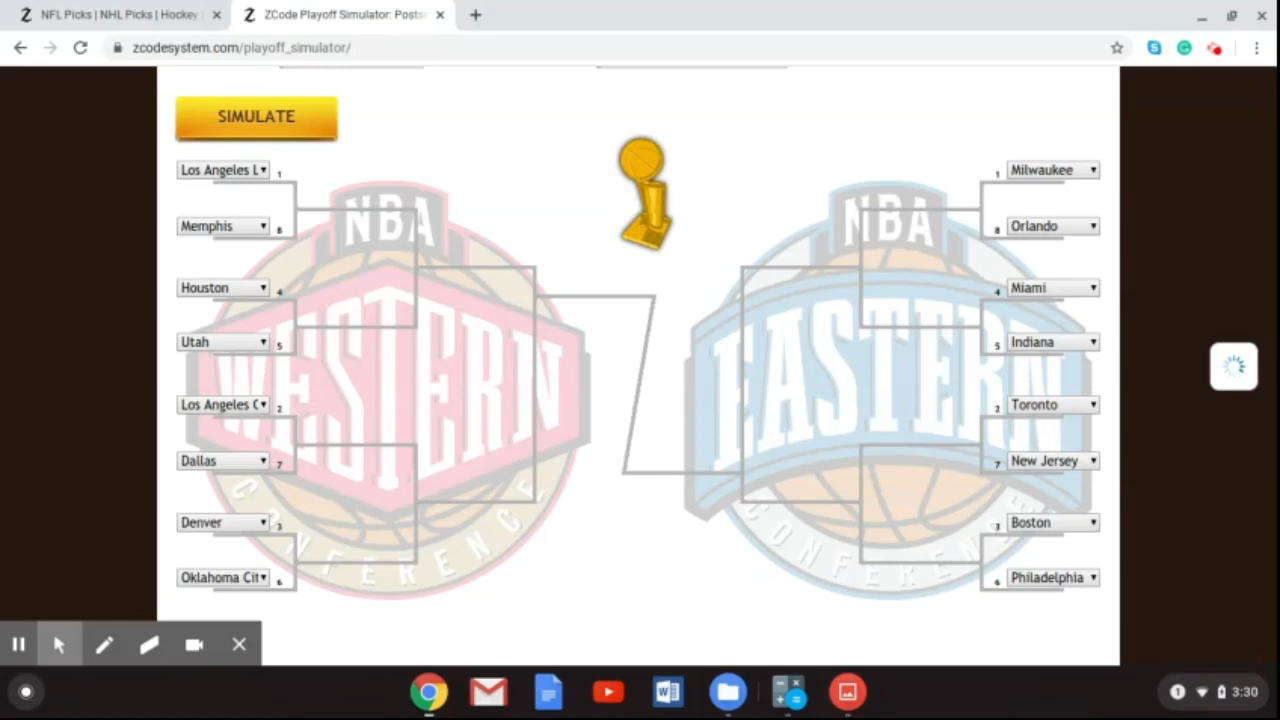 NFL Picks | NHL Picks | Hockey
ZCode Playoff Simulator: Posts
zcodesystem.com/playoff_simulator/
SIMULATE
Los Angeles L
1
Memphis
8
Houston
4
Utah
5
Los Angeles C
2
Dallas
7
Denver
3
Oklahoma Cit
6
NBA
WESTERN
CONFERENCE
NBA
EASTERN
CONFERENCE
1
Milwaukee
8
Orlando
4
Miami
5
Indiana
2
Toronto
7
New Jersey
3
Boston
6
Philadelphia
1
3:30